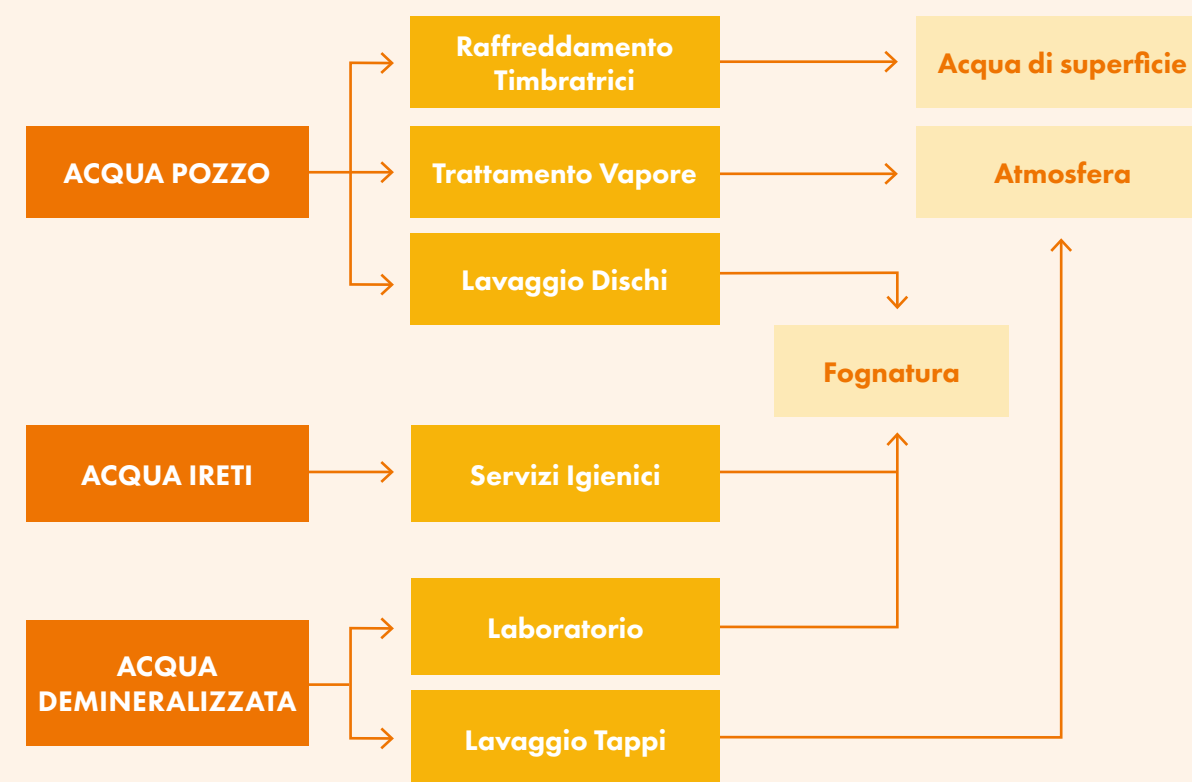 Raffreddamento
Timbratrici
Acqua di superficie
ACQUA POZZO
Trattamento Vapore
Atmosfera
Lavaggio Dischi
Fognatura
ACQUA IRETI
Servizi Igienici
Laboratorio
ACQUA
DEMINERALIZZATA
Lavaggio Tappi